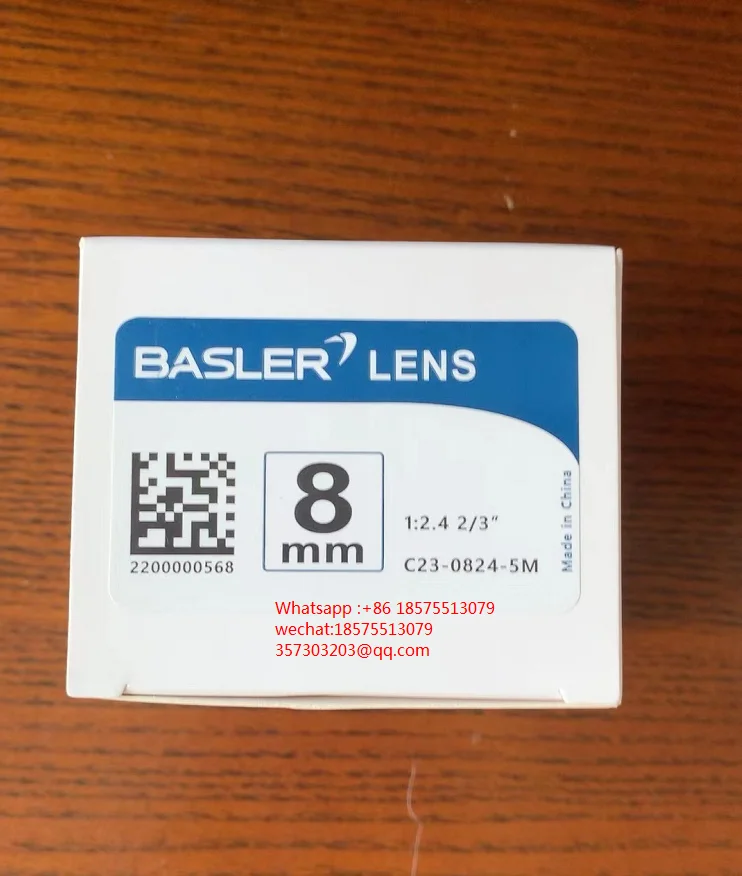 BASLER LENS
8
mm
1:2.4 2/3"
C23-0824-5M
2200000568
Made in China
Whatsapp :+86 18575513079
wechat:18575513079
357303203@qq.com